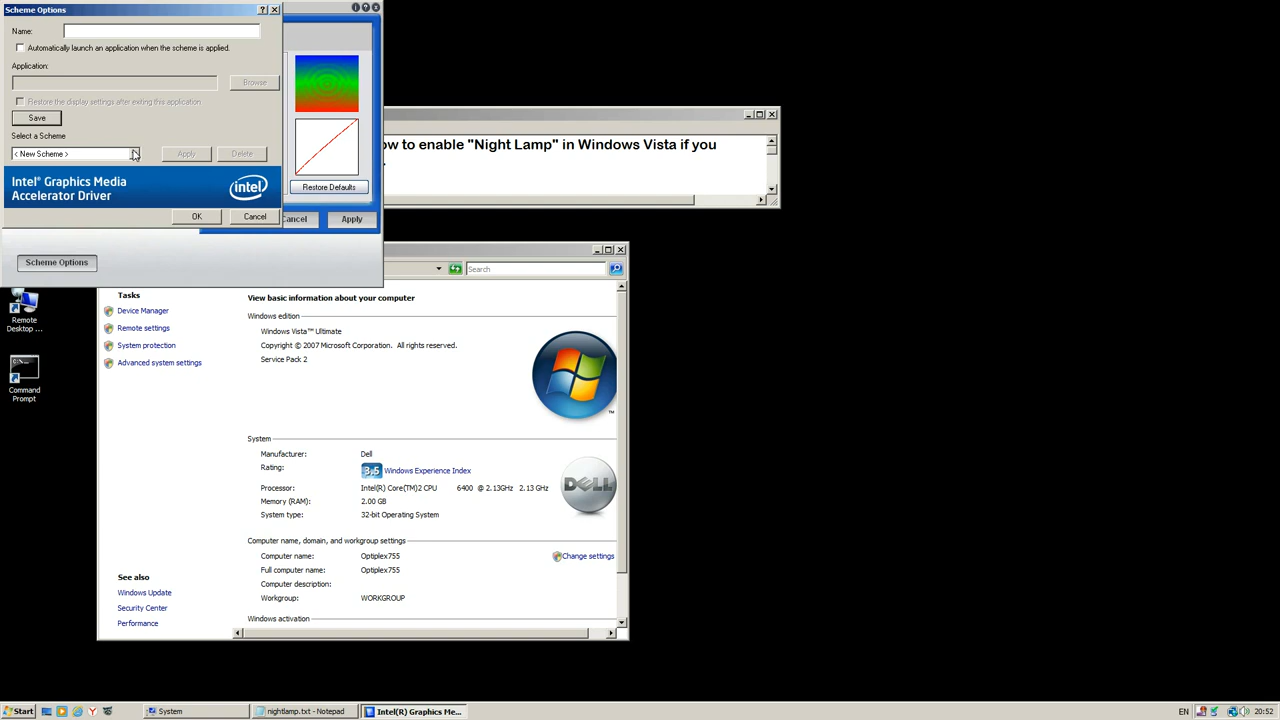 Scheme Options
Name:
Automatically launch an application when the scheme is applied.
Application:
Browse
Restore the display settings after exiting this application
Save
Select a Scheme
< New Scheme >
Apply
Delete
Intel® Graphics Media
Accelerator Driver
intel
OK
Cancel
Restore Defaults
Cancel
Apply
Scheme Options
ow to enable "Night Lamp" in Windows Vista if you
Search
Remote
Desktop ...
Command
Prompt
Tasks
Device Manager
Remote settings
System protection
Advanced system settings
See also
Windows Update
Security Center
Performance
View basic information about your computer
Windows edition
Windows Vista™ Ultimate
Copyright © 2007 Microsoft Corporation. All rights reserved.
Service Pack 2
System
Manufacturer: Dell
Rating: 3,5 Windows Experience Index
Processor: Intel(R) Core(TM)2 CPU 6400 @ 2.13GHz 2.13 GHz
Memory (RAM): 2.00 GB
System type: 32-bit Operating System
DELL
Computer name, domain, and workgroup settings
Computer name: Optiplex755
Change settings
Full computer name: Optiplex755
Computer description:
Workgroup: WORKGROUP
Windows activation
Start
System
nightlamp.txt - Notepad
Intel(R) Graphics Me...
EN
20:52